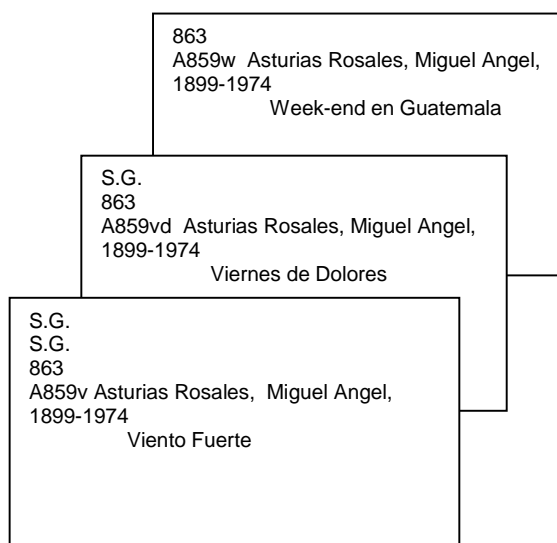 863
A859w Asturias Rosales, Miguel Angel,
1899-1974
Week-end en Guatemala
S.G.
863
A859vd Asturias Rosales, Miguel Angel,
1899-1974
Viernes de Dolores
S.G.
S.G.
863
A859v Asturias Rosales, Miguel Angel,
1899-1974
Viento Fuerte